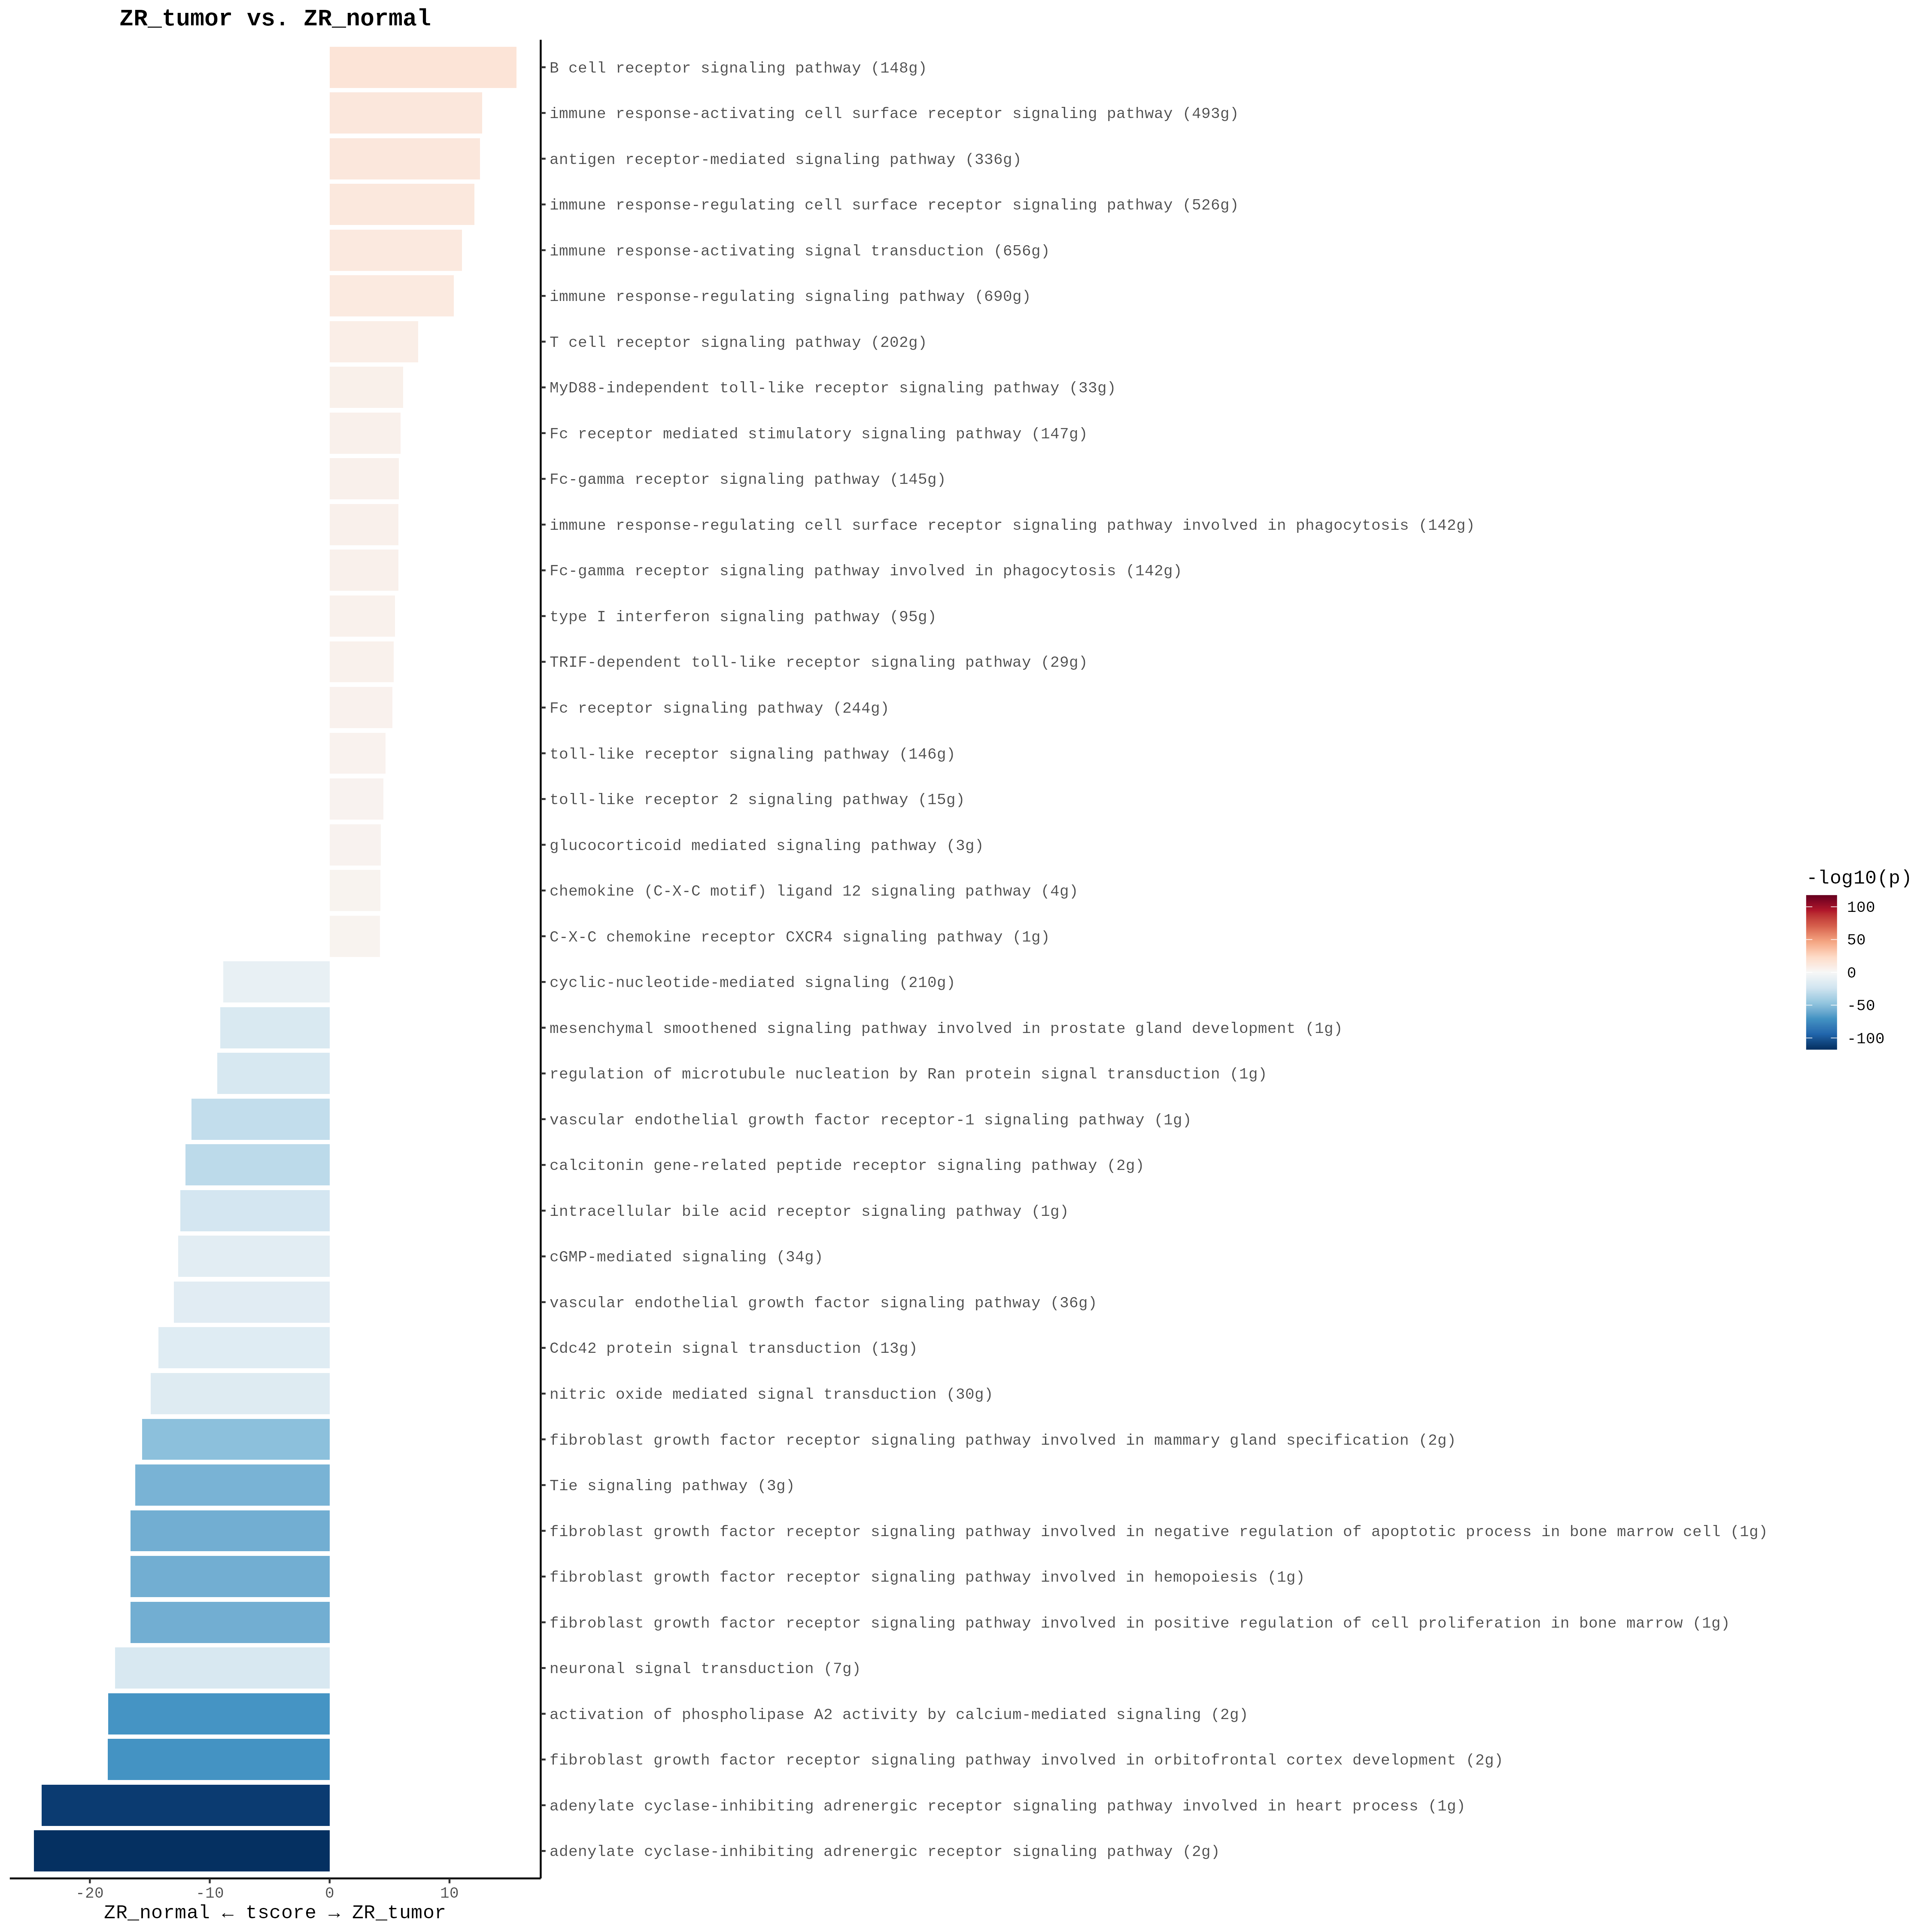 ZR_tumor vs. ZR_normal
B cell receptor signaling pathway (148g)
immune response-activating cell surface receptor signaling pathway (493g)
antigen receptor-mediated signaling pathway (336g)
immune response-regulating cell surface receptor signaling pathway (526g)
immune response-activating signal transduction (656g)
immune response-regulating signaling pathway (690g)
T cell receptor signaling pathway (202g)
MyD88-independent toll-like receptor signaling pathway (33g)
Fc receptor mediated stimulatory signaling pathway (147g)
Fc-gamma receptor signaling pathway (145g)
immune response-regulating cell surface receptor signaling pathway involved in phagocytosis (142g)
Fc-gamma receptor signaling pathway involved in phagocytosis (142g)
type I interferon signaling pathway (95g)
TRIF-dependent toll-like receptor signaling pathway (29g)
Fc receptor signaling pathway (244g)
toll-like receptor signaling pathway (146g)
toll-like receptor 2 signaling pathway (15g)
glucocorticoid mediated signaling pathway (3g)
chemokine (C-X-C motif) ligand 12 signaling pathway (4g)
C-X-C chemokine receptor CXCR4 signaling pathway (1g)
cyclic-nucleotide-mediated signaling (210g)
mesenchymal smoothened signaling pathway involved in prostate gland development (1g)
regulation of microtubule nucleation by Ran protein signal transduction (1g)
vascular endothelial growth factor receptor-1 signaling pathway (1g)
calcitonin gene-related peptide receptor signaling pathway (2g)
intracellular bile acid receptor signaling pathway (1g)
cGMP-mediated signaling (34g)
vascular endothelial growth factor signaling pathway (36g)
Cdc42 protein signal transduction (13g)
nitric oxide mediated signal transduction (30g)
fibroblast growth factor receptor signaling pathway involved in mammary gland specification (2g)
Tie signaling pathway (3g)
fibroblast growth factor receptor signaling pathway involved in negative regulation of apoptotic process in bone marrow cell (1g)
fibroblast growth factor receptor signaling pathway involved in hemopoiesis (1g)
fibroblast growth factor receptor signaling pathway involved in positive regulation of cell proliferation in bone marrow (1g)
neuronal signal transduction (7g)
activation of phospholipase A2 activity by calcium-mediated signaling (2g)
fibroblast growth factor receptor signaling pathway involved in orbitofrontal cortex development (2g)
adenylate cyclase-inhibiting adrenergic receptor signaling pathway involved in heart process (1g)
adenylate cyclase-inhibiting adrenergic receptor signaling pathway (2g)
-20 -10 0 10
ZR_normal ← tscore → ZR_tumor
-log10(p)
100
50
0
-50
-100